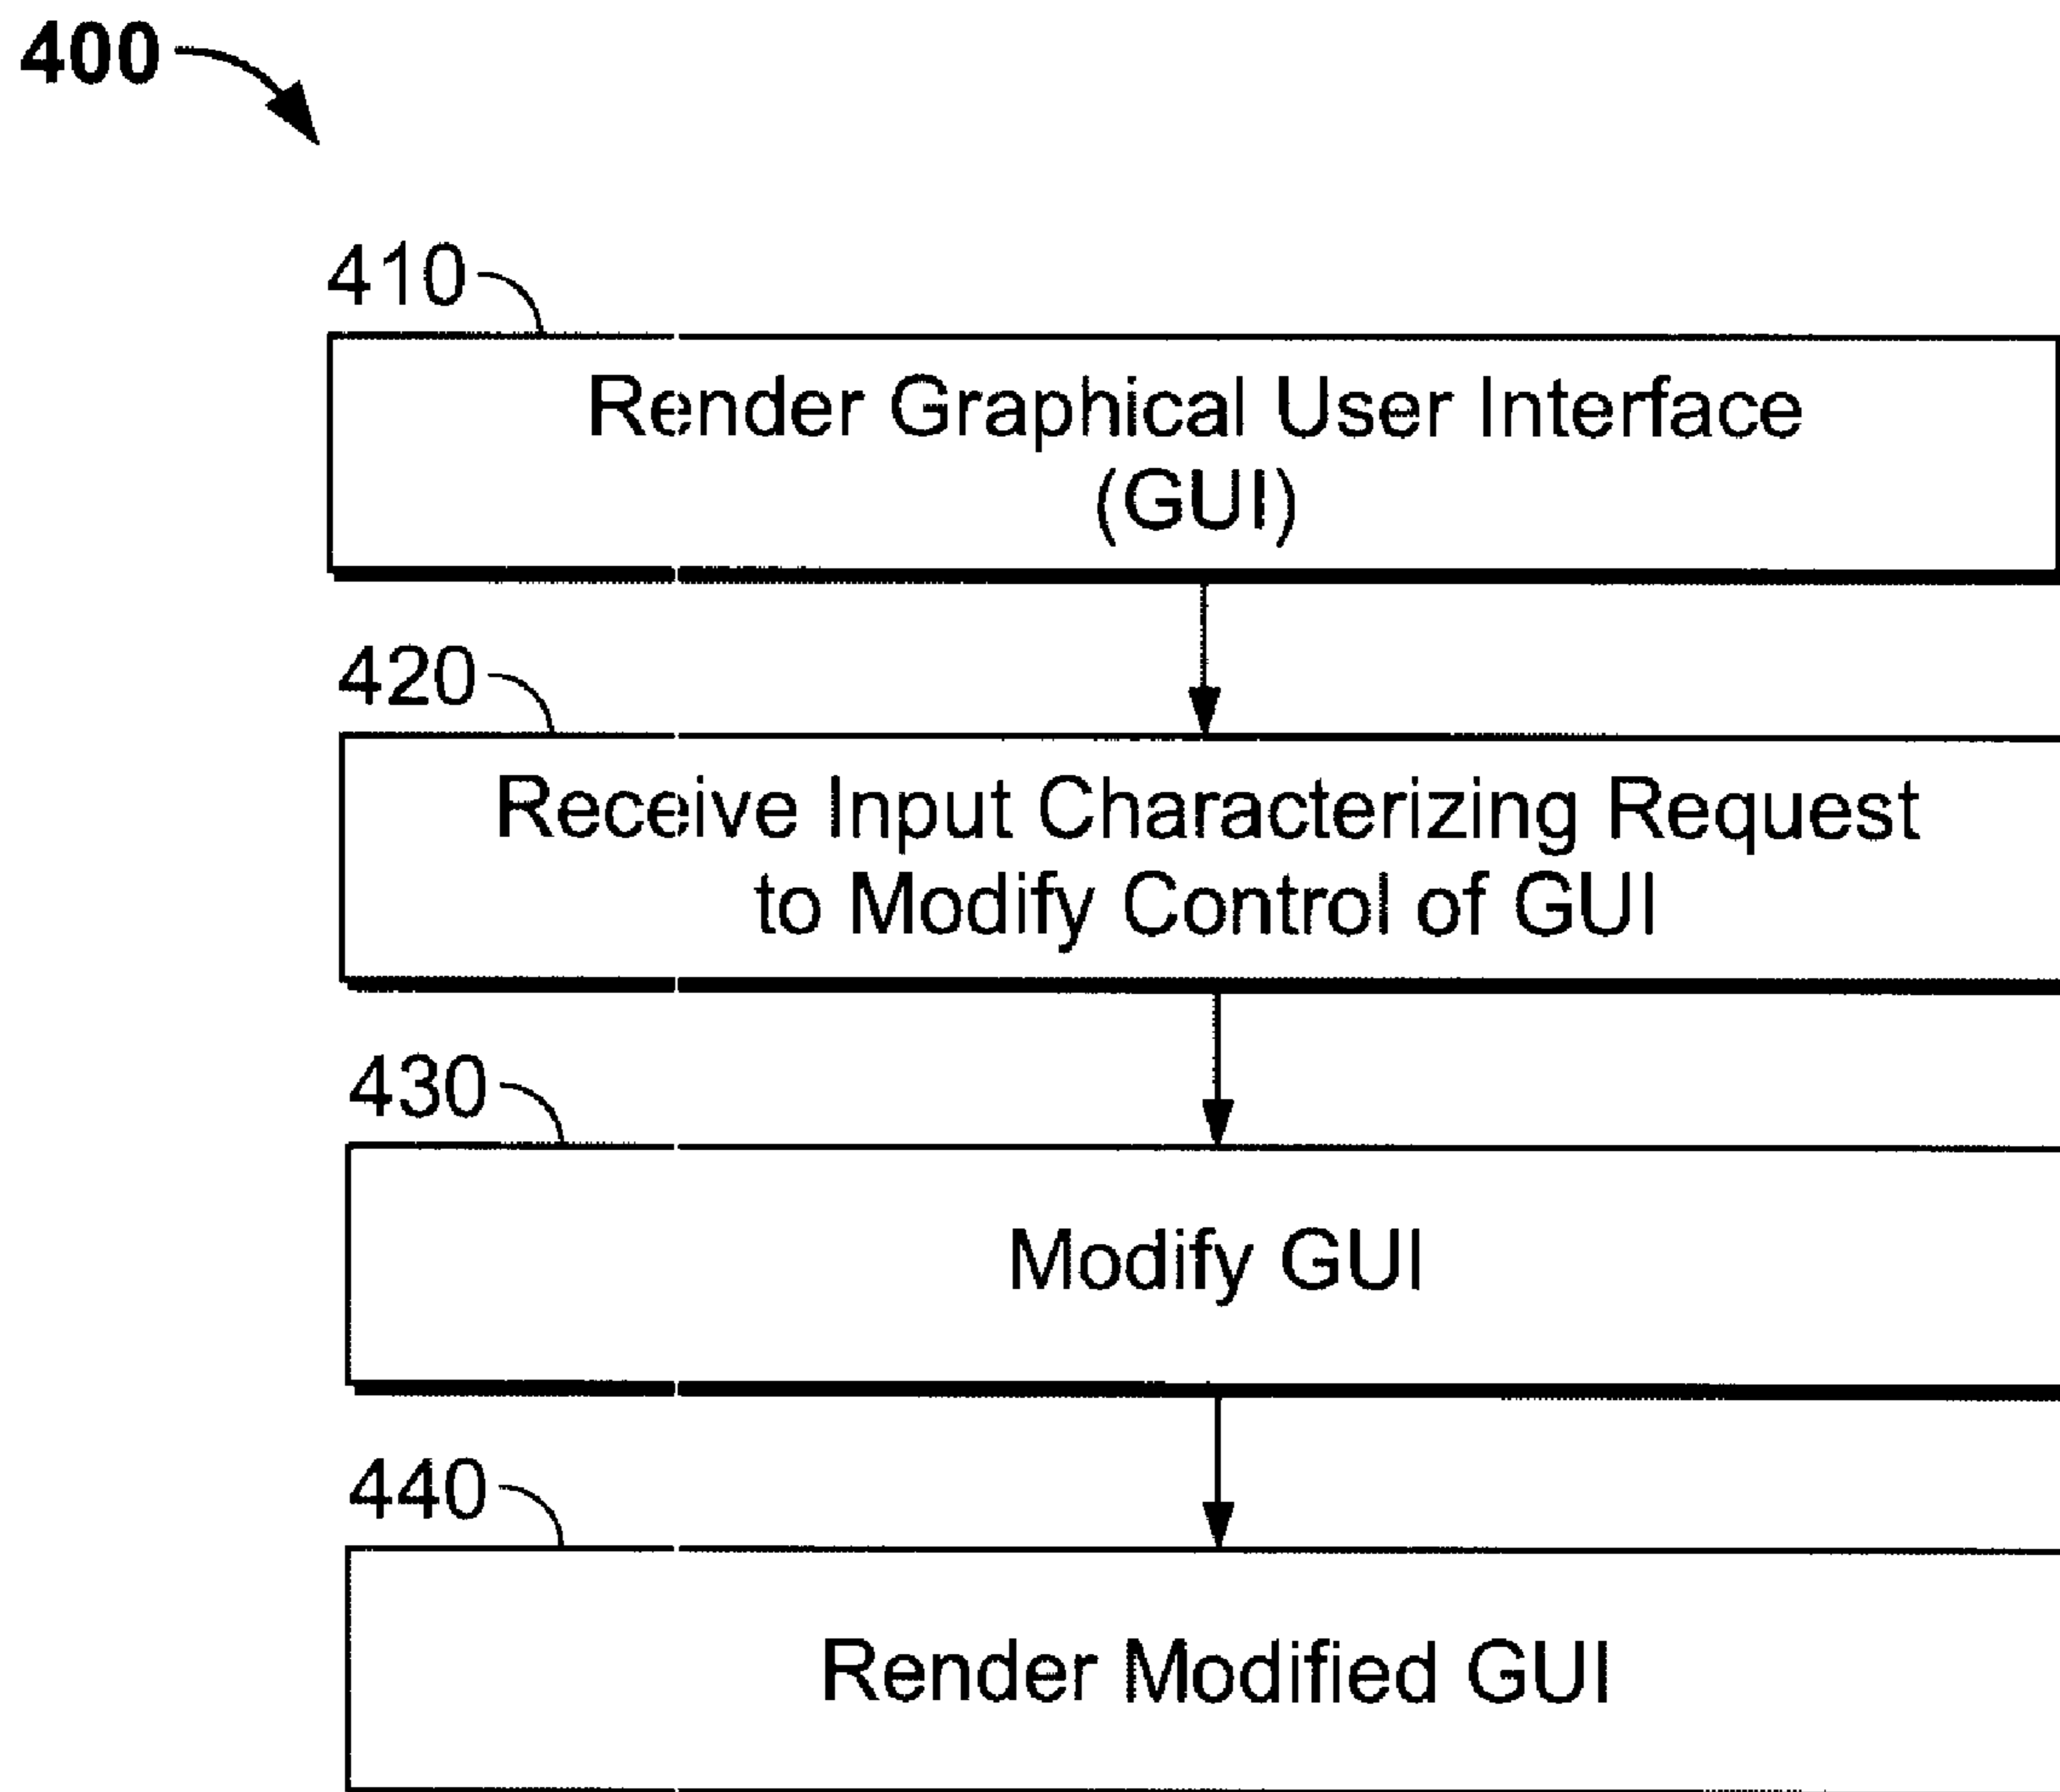 400
410
Render Graphical User Interface
(GUI)
420
Receive Input Characterizing Request
to Modify Control of GUI
430
Modify GUI
440
Render Modified GUI